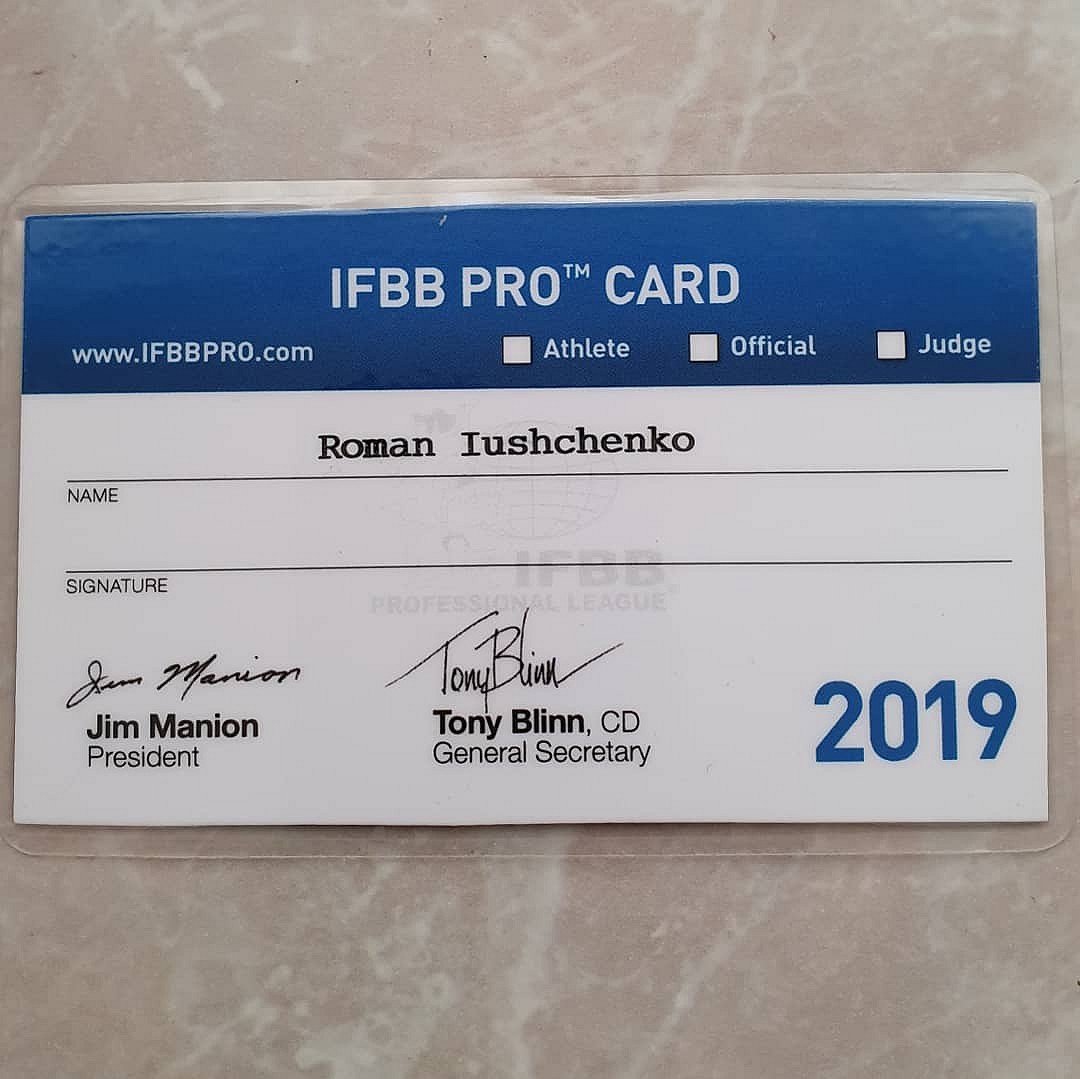 IFBB PRO™ CARD
www.IFBBPRO.com Athlete Official Judge
Roman Iushchenko
NAME
SIGNATURE
IFBB
PROFESSIONAL LEAGUE®
Jim Manion Tony Blinn
Jim Manion Tony Blinn, CD
President General Secretary
2019